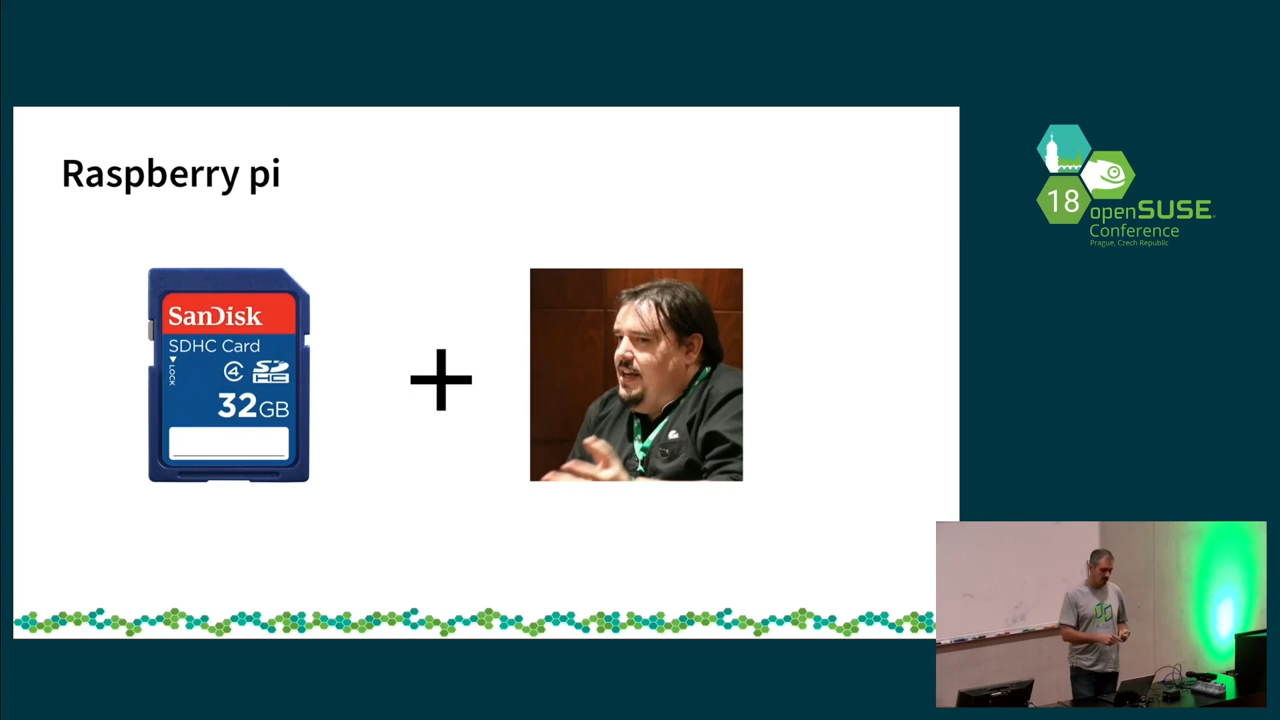 Raspberry pi
SanDisk
SDHC Card
LOCK
4
SD
HC
32GB
18
openSUSE
Conference
Prague, Czech Republic